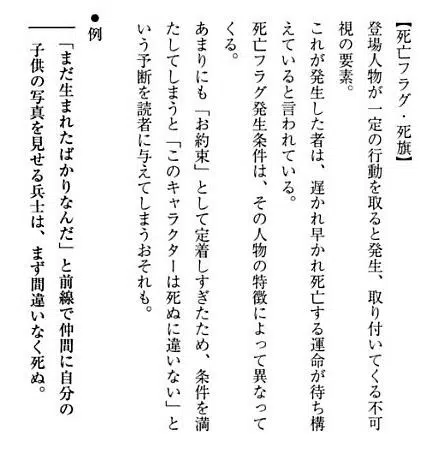 【死亡フラグ・死旗】
登場人物が一定の行動を取ると発生、取り付いてくる不可
視の要素。
これが発生した者は、遅かれ早かれ死亡する運命が待ち構
えていると言われている。
死亡フラグ発生条件は、その人物の特徴によって異なって
くる。
あまりにも「お約束」として定着しすぎたため、条件を満
たしてしまうと「このキャラクターは死ぬに違いない」と
いう予断を読者に与えてしまうおそれも。
●例
「まだ生まれたばかりなんだ」と前線で仲間に自分の
子供の写真を見せる兵士は、まず間違いなく死ぬ。